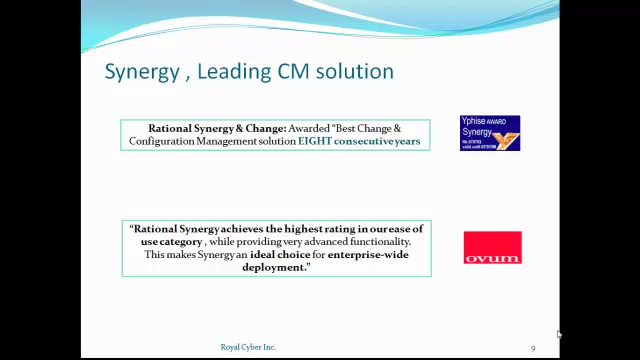 Synergy , Leading CM solution
Rational Synergy & Change: Awarded "Best Change &
Configuration Management solution EIGHT consecutive years
Yphise AWARD
Synergy
"Rational Synergy achieves the highest rating in our ease of
use category , while providing very advanced functionality.
This makes Synergy an ideal choice for enterprise-wide
deployment."
ovum
Royal Cyber Inc.
9